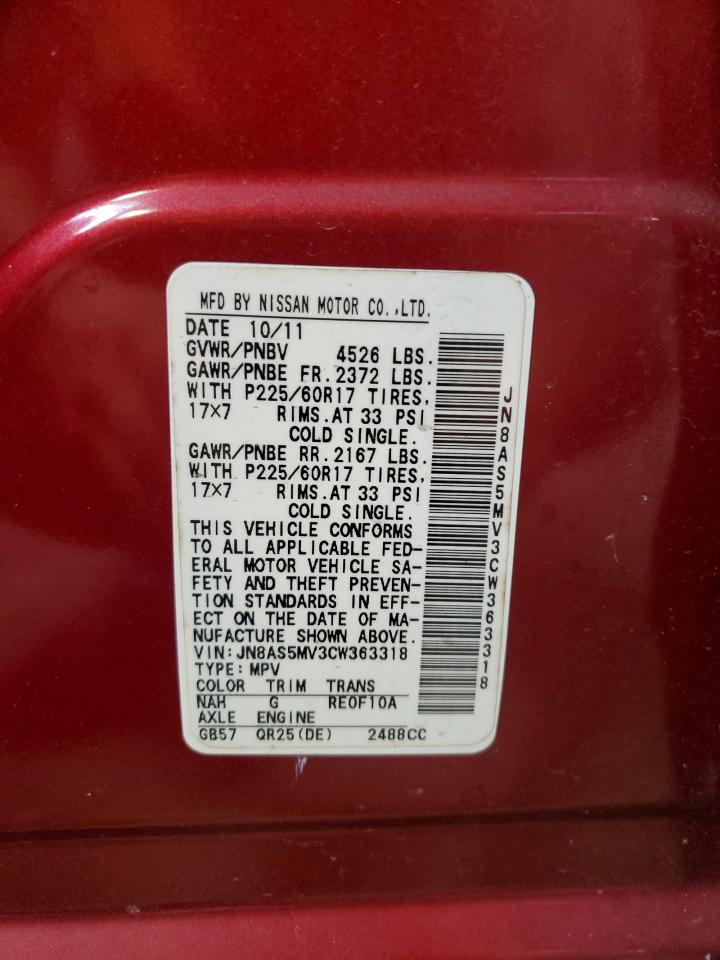 MFD BY NISSAN MOTOR CO.,LTD.
DATE 10/11
GVWR/PNBV 4526 LBS.
GAWR/PNBE FR.2372 LBS.
WITH P225/60R17 TIRES,
17×7 RIMS.AT 33 PSI
COLD SINGLE.
GAWR/PNBE RR.2167 LBS.
WITH P225/60R17 TIRES,
17×7 RIMS.AT 33 PSI
COLD SINGLE.
THIS VEHICLE CONFORMS
TO ALL APPLICABLE FED-
ERAL MOTOR VEHICLE SA-
FETY AND THEFT PREVEN-
TION STANDARDS IN EFF-
ECT ON THE DATE OF MA-
NUFACTURE SHOWN ABOVE.
VIN:JN8AS5MV3CW363318
TYPE:MPV
COLOR TRIM TRANS
NAH G RE0F10A
AXLE ENGINE
GB57 QR25(DE) 2488CC
JN8AS5MV3CW363318